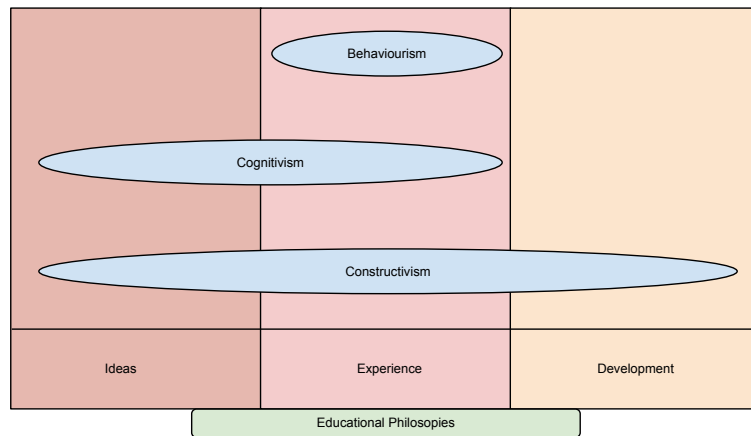 Behaviourism
Cognitivism
Constructivism
Ideas
Experience
Development
Educational Philosopies